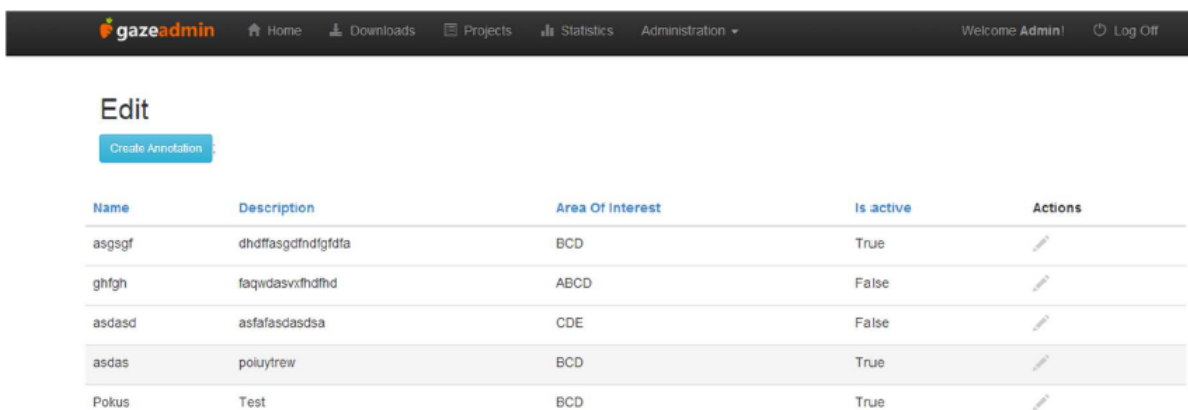 gazeadmin Home Downloads Projects Statistics Administration Welcome Admin! Log Off
Edit
Create Annotation ;
Name Description Area Of Interest Is active Actions
asgsgf dhdffasgdfndfgfdfa BCD True
ghfgh faqwdasvxfhdfhd ABCD False
asdasd asfafasdasdsa CDE False
asdas poiuytrew BCD True
Pokus Test BCD True